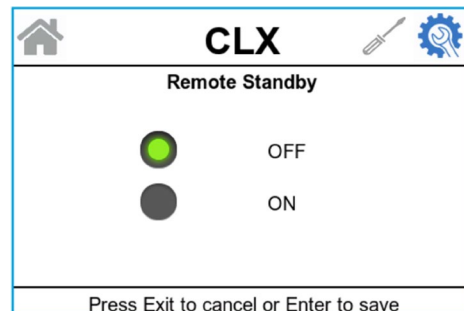 CLX
Remote Standby
OFF
ON
Press Exit to cancel or Enter to save